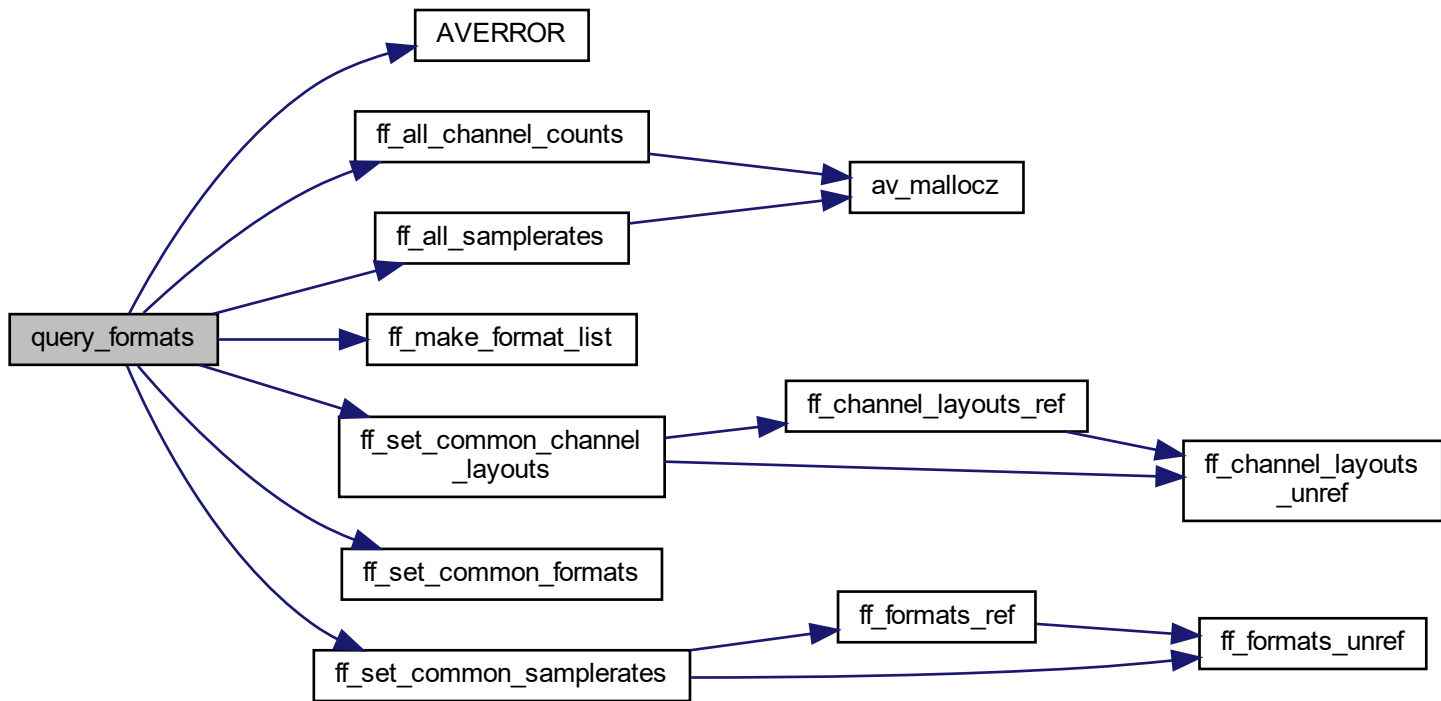 AVERROR
ff_all_channel_counts
av_mallocz
ff_all_samplerates
query_formats
ff_make_format_list
ff_set_common_channel
_layouts
ff_channel_layouts_ref
ff_channel_layouts
_unref
ff_set_common_formats
ff_set_common_samplerates
ff_formats_ref
ff_formats_unref